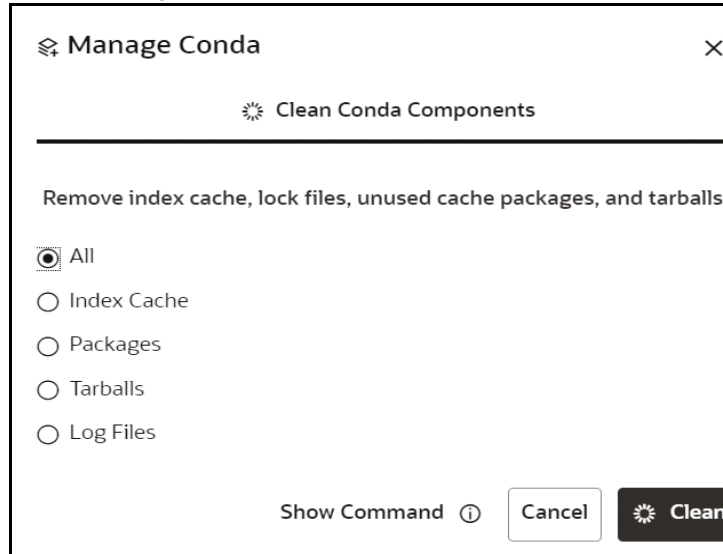 Manage Conda
Clean Conda Components
Remove index cache, lock files, unused cache packages, and tarballs
All
Index Cache
Packages
Tarballs
Log Files
Show Command Cancel Clean